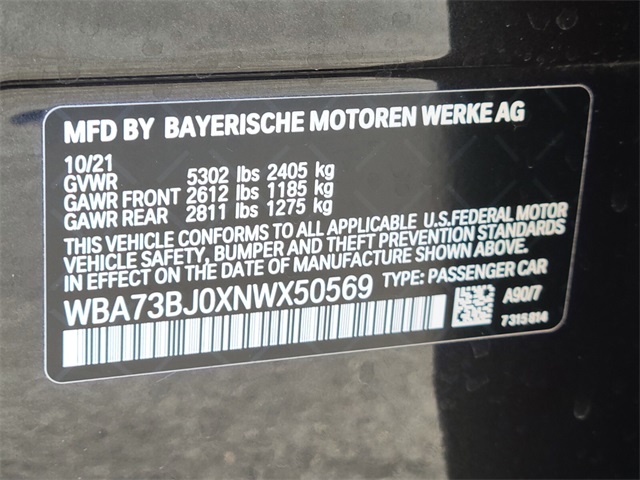 MFD BY BAYERISCHE MOTOREN WERKE AG
10/21
GVWR 5302 lbs 2405 kg
GAWR FRONT 2612 lbs 1185 kg
GAWR REAR 2811 lbs 1275 kg
THIS VEHICLE CONFORMS TO ALL APPLICABLE U.S.FEDERAL MOTOR
VEHICLE SAFETY, BUMPER AND THEFT PREVENTION STANDARDS
IN EFFECT ON THE DATE OF MANUFACTURE SHOWN ABOVE.
WBA73BJ0XNWX50569 TYPE: PASSENGER CAR
A90/7
7315814